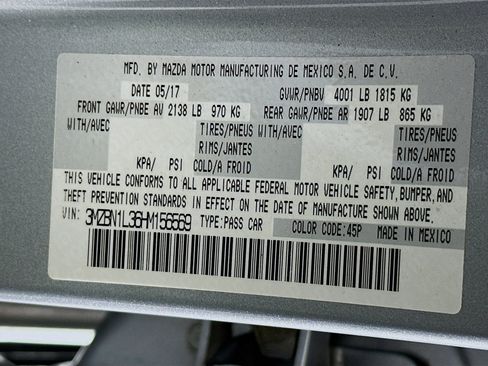 MFD. BY MAZDA MOTOR MANUFACTURING DE MEXICO S.A. DE C.V.
DATE 05/17 GVWR/PNBV 4001 LB 1815 KG
FRONT GAWR/PNBE AV 2138 LB 970 KG REAR GAWR/PNBE AR 1907 LB 865 KG
WITH/AVEC TIRES/PNEUS WITH/AVEC TIRES/PNEUS
RIMS/JANTES RIMS/JANTES
KPA/ PSI COLD/A FROID KPA/ PSI COLD/A FROID
THIS VEHICLE CONFORMS TO ALL APPLICABLE FEDERAL MOTOR VEHICLE SAFETY, BUMPER, AND
THEFT PREVENTION STANDARDS IN EFFECT ON THE DATE OF MANUFACTURE SHOWN ABOVE.
VIN: 3MZBN1L36HM156569 TYPE: PASS CAR COLOR CODE: 45P MADE IN MEXICO